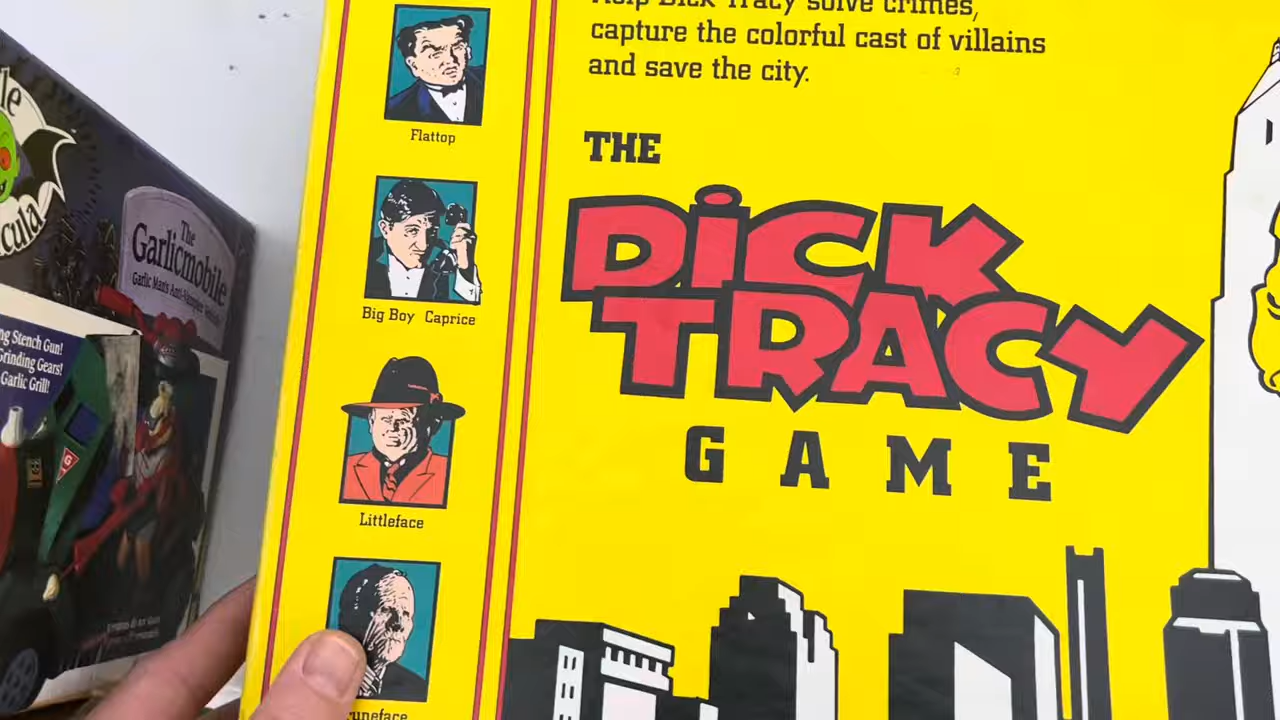 The
Garlicmobile
Garlic Man's Anti-Vampire Vehicle!
Stench Gun!
Grinding Gears!
Garlic Grill!
Help Dick Tracy solve crimes,
capture the colorful cast of villains
and save the city.
THE
DiCK
TRACY
GAME
Flattop
Big Boy Caprice
Littleface